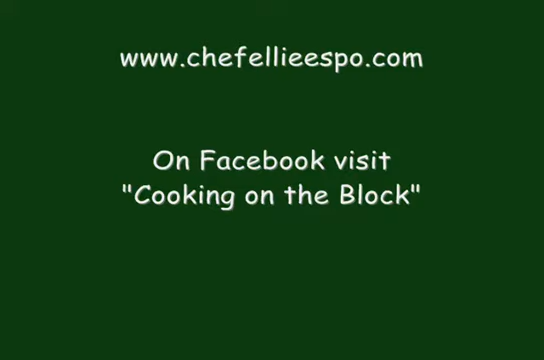 www.chefellieespo.com
On Facebook visit
"Cooking on the Block"